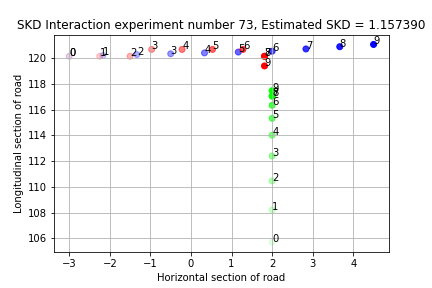 SKD Interaction experiment number 73, Estimated SKD = 1.157390
Longitudinal section of road
120
118
116
114
112
110
108
106
0 1 2 3 4 5 6
0 1 2 3 4 5 6 7 8 9
9
9
6
5
4
3
2
1
0
−3 −2 −1 0 1 2 3 4
Horizontal section of road